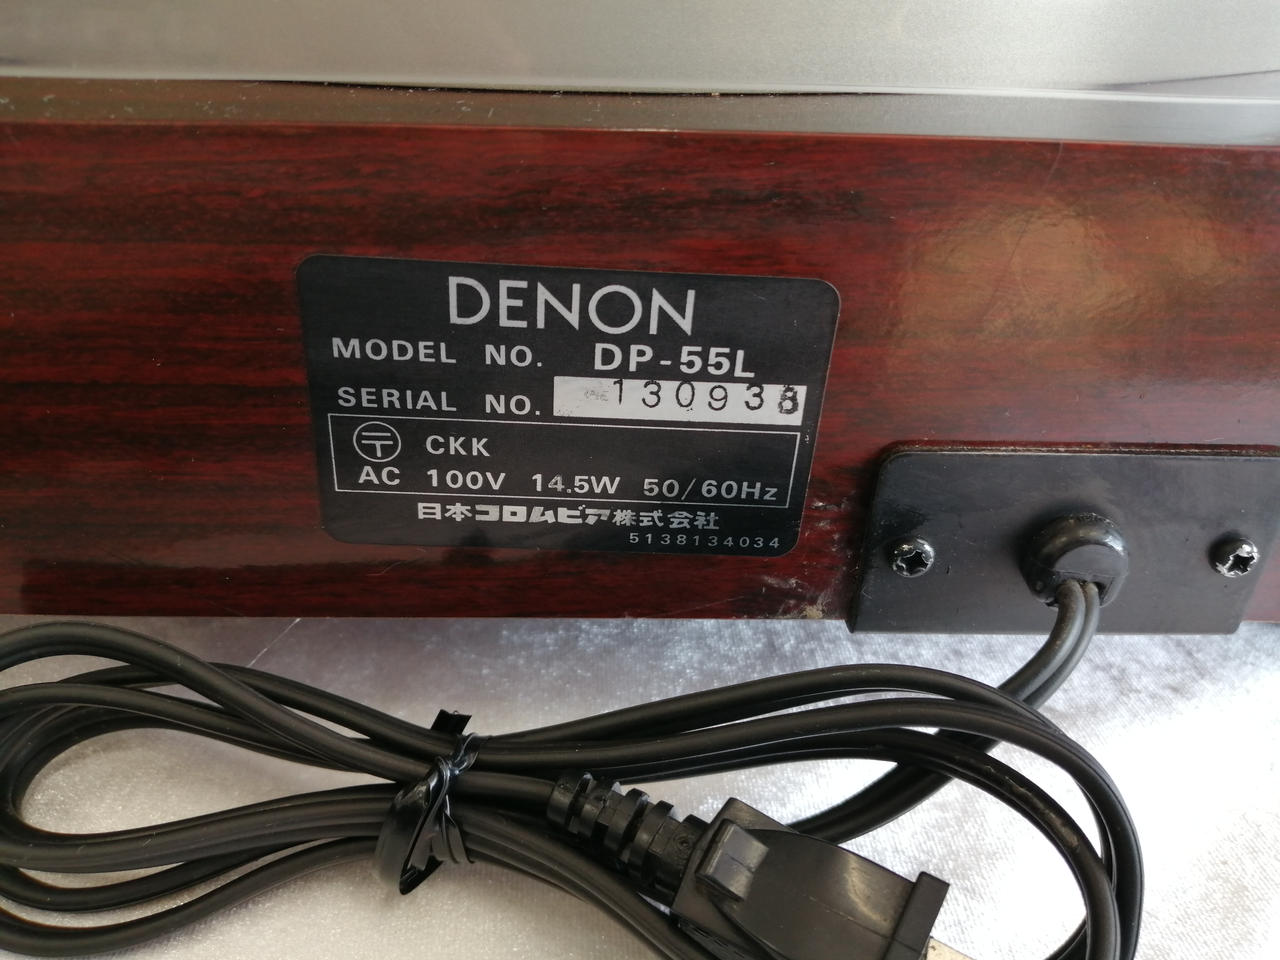 DENON
MODEL NO. DP-55L
SERIAL NO. 130938
〒 CKK
AC 100V 14.5W 50/60Hz
日本コロムビア株式会社
5138134034